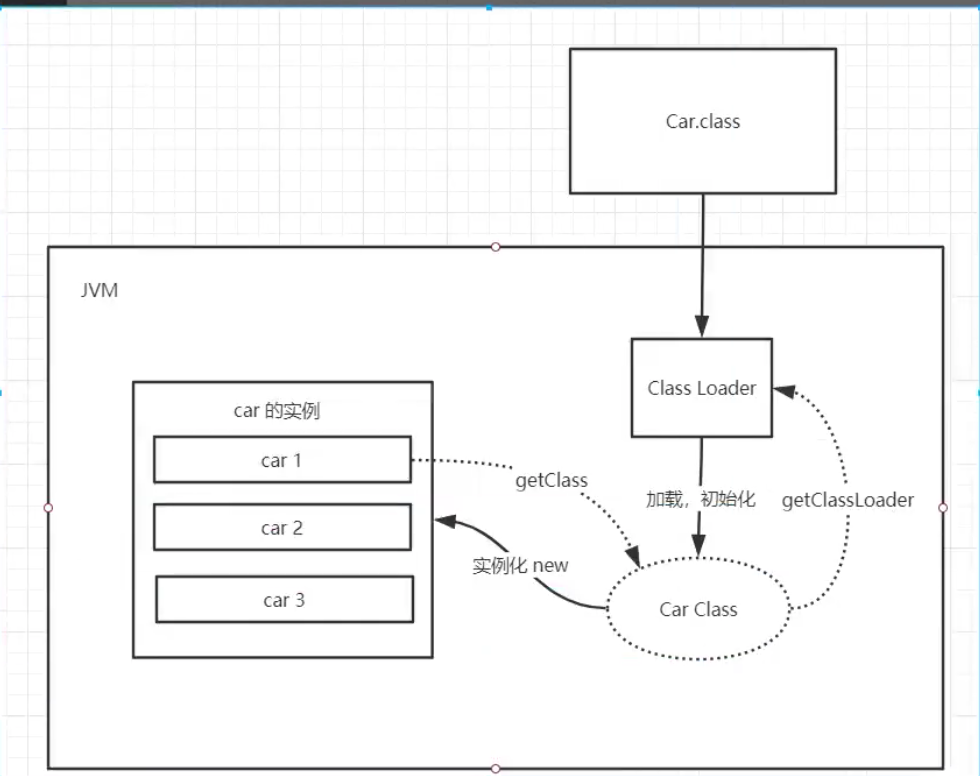 Car.class
JVM
Class Loader
car 的实例
car 1
getClass
加载，初始化
getClassLoader
car 2
实例化 new
car 3
Car Class